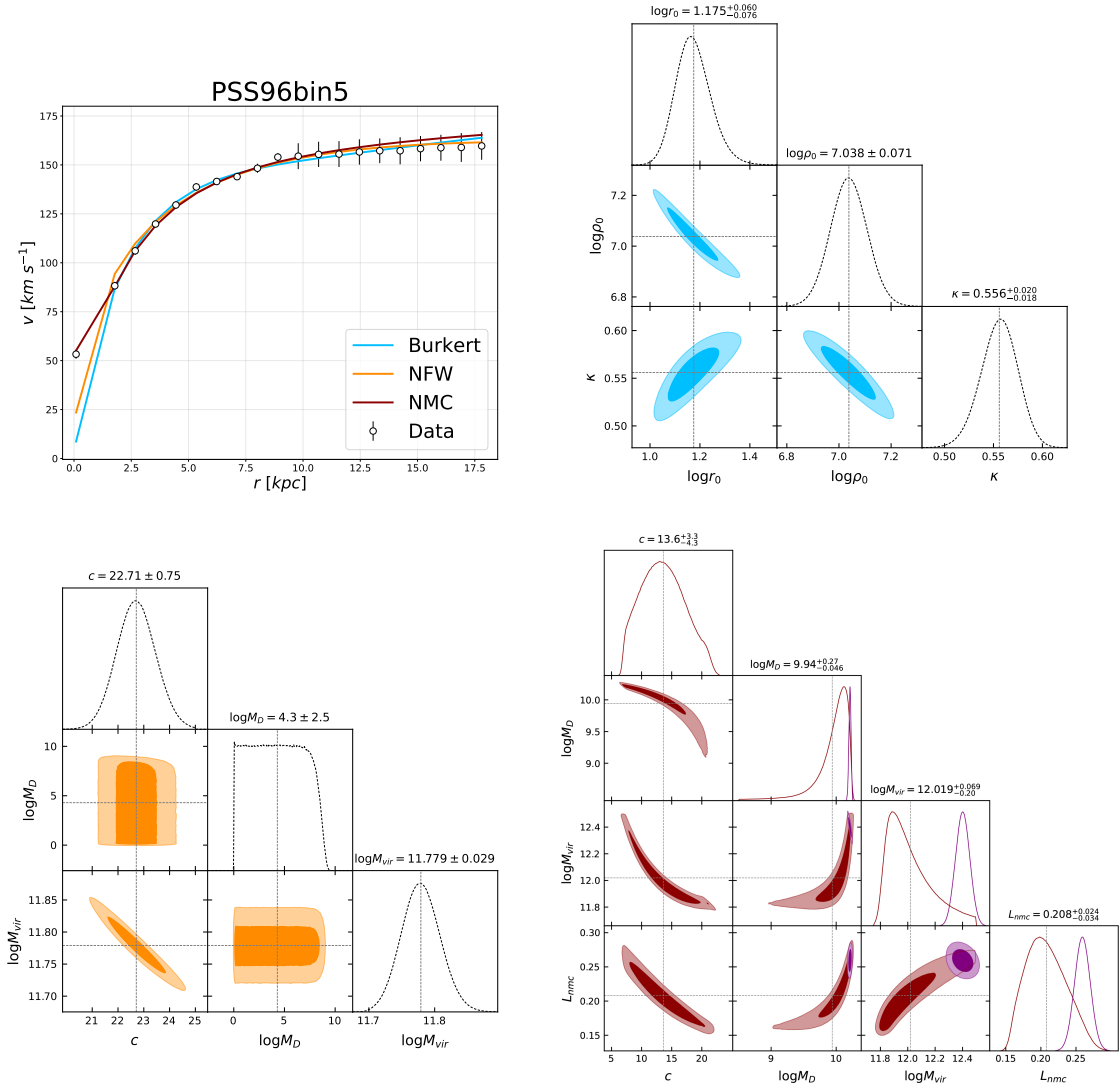 PSS96bin5
175
150
125
100
75
50
25
0
v [km s⁻¹]
0.0 2.5 5.0 7.5 10.0 12.5 15.0 17.5
r [kpc]
Burkert
NFW
NMC
Data
logr₀ = 1.175+0.060 −0.076
logρ₀ = 7.038 ± 0.071
κ = 0.556+0.020 −0.018
7.2
7.0
6.8
logρ₀
0.60
0.55
0.50
κ
1.0 1.2 1.4
6.8 7.0 7.2
0.50 0.56 0.60
logr₀
logρ₀
κ
c = 22.71 ± 0.75
logM_D = 4.3 ± 2.5
logM_vir = 11.779 ± 0.029
10
5
0
logM_D
11.85
11.80
11.75
11.70
logM_vir
21 22 23 24 25
0 5 10
11.7 11.8
c
logM_D
logM_vir
c = 13.6+3.3 −4.3
logM_D = 9.94+0.27 −0.046
logM_vir = 12.019+0.069 −0.20
L_nmc = 0.208+0.024 −0.034
10.0
9.5
9.0
logM_D
12.4
12.2
12.0
11.8
logM_vir
0.30
0.25
0.20
0.15
L_nmc
5 10 15 20
9 10
11.8 12.0 12.2 12.4
0.15 0.20 0.25
c
logM_D
logM_vir
L_nmc